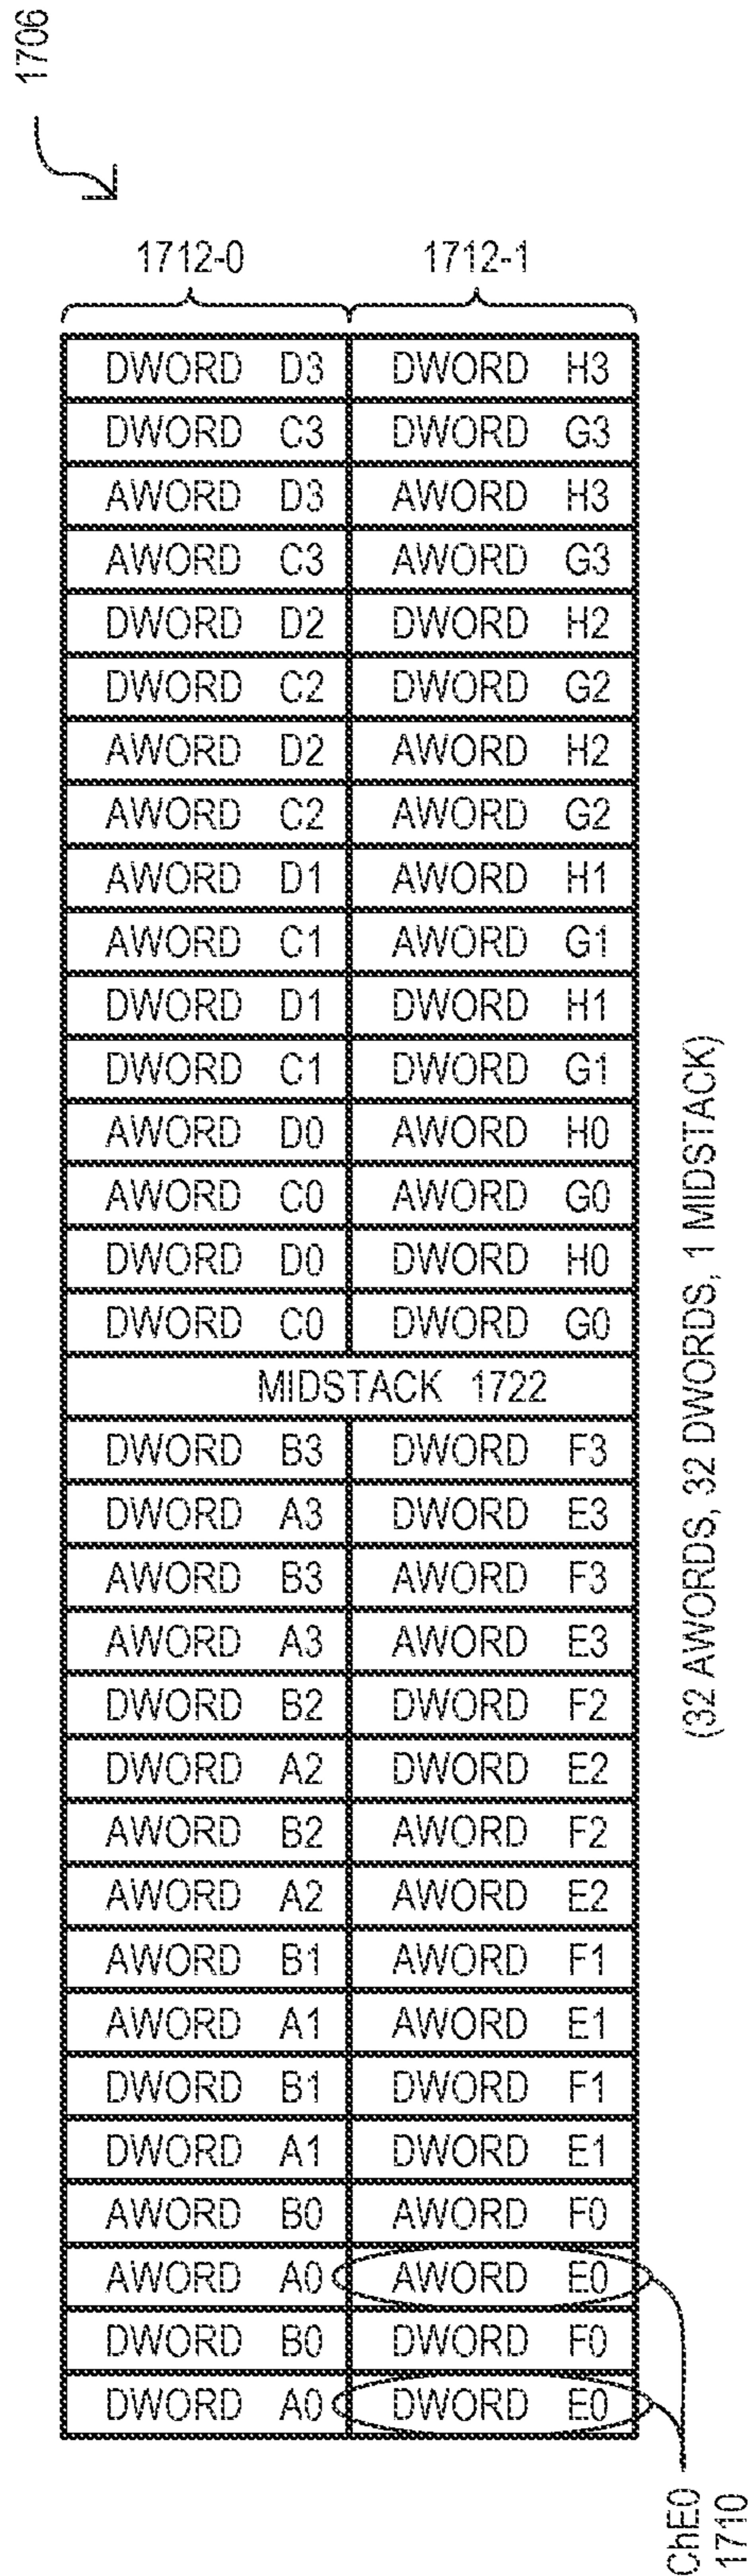 1706
1712-0 1712-1
DWORD D3 DWORD H3
DWORD C3 DWORD G3
AWORD D3 AWORD H3
AWORD C3 AWORD G3
DWORD D2 DWORD H2
DWORD C2 DWORD G2
AWORD D2 AWORD H2
AWORD C2 AWORD G2
AWORD D1 AWORD H1
AWORD C1 AWORD G1
DWORD D1 DWORD H1
DWORD C1 DWORD G1
AWORD D0 AWORD H0
AWORD C0 AWORD G0
DWORD D0 DWORD H0
DWORD C0 DWORD G0
MIDSTACK 1722
DWORD B3 DWORD F3
DWORD A3 DWORD E3
AWORD B3 AWORD F3
AWORD A3 AWORD E3
DWORD B2 DWORD F2
DWORD A2 DWORD E2
AWORD B2 AWORD F2
AWORD A2 AWORD E2
AWORD B1 AWORD F1
AWORD A1 AWORD E1
DWORD B1 DWORD F1
DWORD A1 DWORD E1
AWORD B0 AWORD F0
AWORD A0 AWORD E0
DWORD B0 DWORD F0
DWORD A0 DWORD E0
(32 AWORDS, 32 DWORDS, 1 MIDSTACK)
ChE0
1710